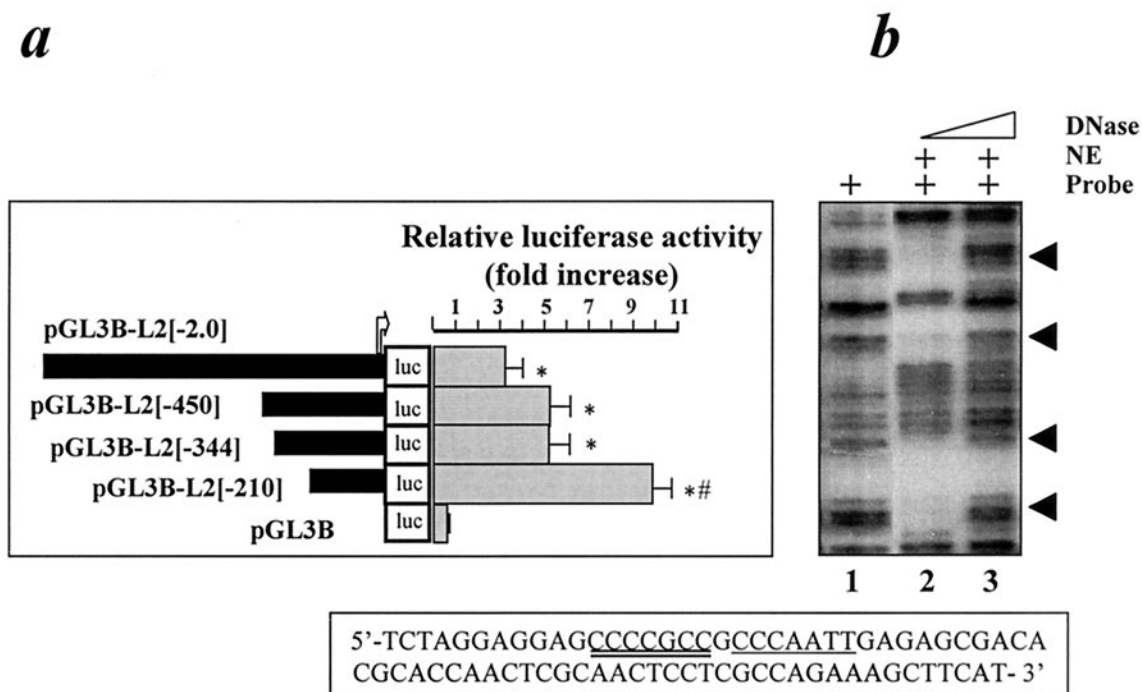 a
b
DNase
NE
Probe
+ +
+ + +
Relative luciferase activity
(fold increase)
1 3 5 7 9 11
pGL3B-L2[-2.0]
luc
*
pGL3B-L2[-450]
luc
*
pGL3B-L2[-344]
luc
*
pGL3B-L2[-210]
luc
*#
pGL3B
luc
1 2 3
5’-TCTAGGAGGAGCCCCGCCGCCCAATTGAGAGCGACA
CGCACCAACTCGCAACTCCTCGCCAGAAAGCTTCAT- 3’